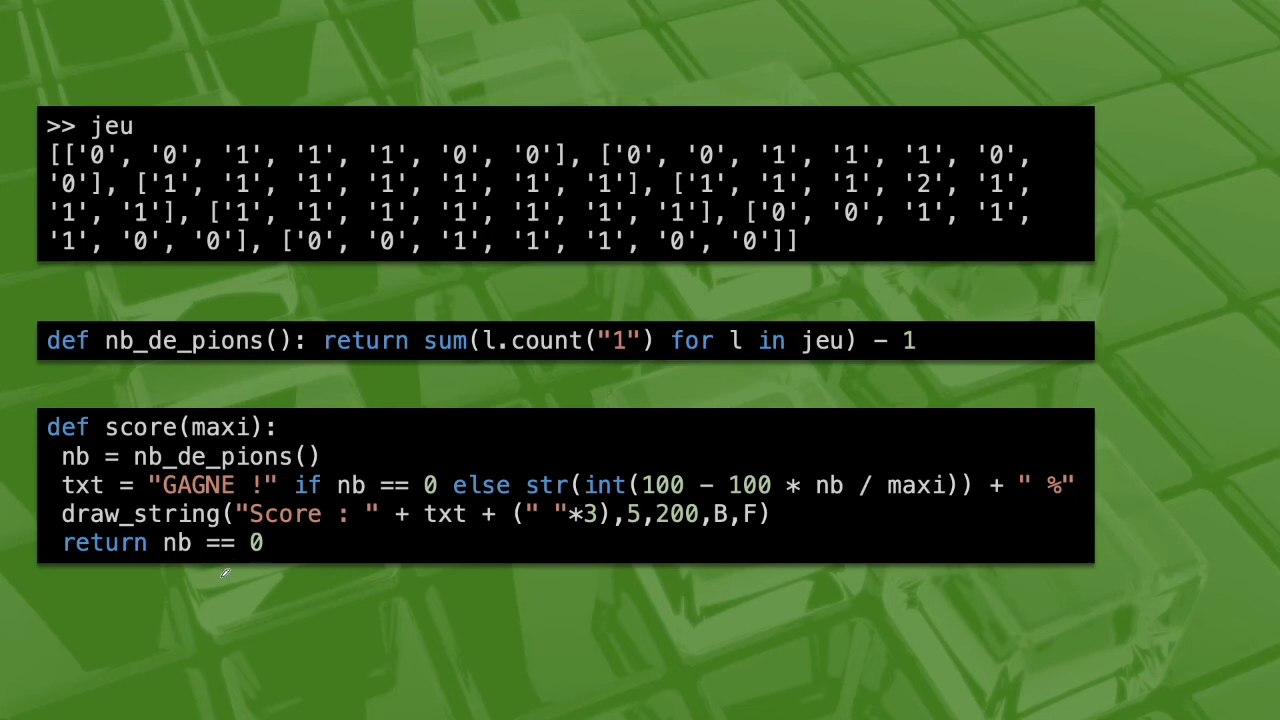 >> jeu
[['0', '0', '1', '1', '1', '0', '0'], ['0', '0', '1', '1', '1', '0',
'0'], ['1', '1', '1', '1', '1', '1', '1'], ['1', '1', '1', '2', '1',
'1', '1'], ['1', '1', '1', '1', '1', '1', '1'], ['0', '0', '1', '1',
'1', '0', '0'], ['0', '0', '1', '1', '1', '0', '0']]
def nb_de_pions(): return sum(l.count("1") for l in jeu) - 1
def score(maxi):
 nb = nb_de_pions()
 txt = "GAGNE !" if nb == 0 else str(int(100 - 100 * nb / maxi)) + " %"
 draw_string("Score : " + txt + (" "*3),5,200,B,F)
 return nb == 0